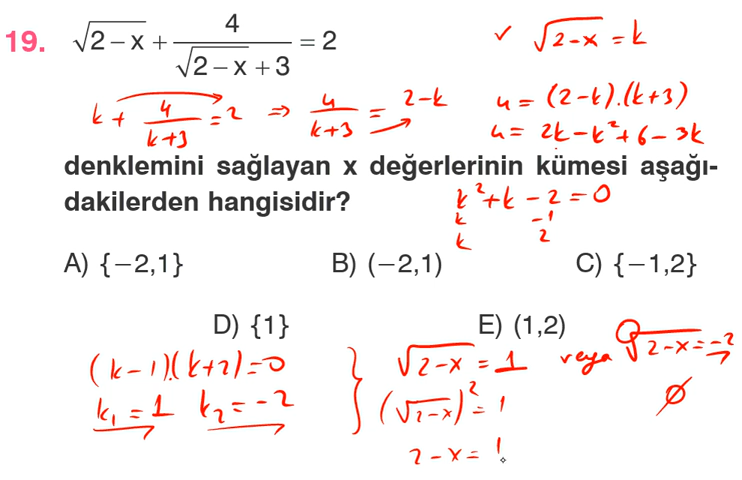 19. √2-x + 4/(√2-x + 3) = 2
✓ √2-x = k
k + 4/(k+3) = 2 ⇒ 4/(k+3) = 2-k
4 = (2-k).(k+3)
4 = 2k-k²+6-3k
denklemini sağlayan x değerlerinin kümesi aşağı-
dakilerden hangisidir?
k²+k-2=0
k -1
k 2
A) {-2,1} B) (-2,1) C) {-1,2}
D) {1} E) (1,2)
(k-1)(k+2)=0
k₁=1 k₂=-2
√2-x = 1 veya √2-x = -2
(√2-x)² = 1 ∅
2-x = 1